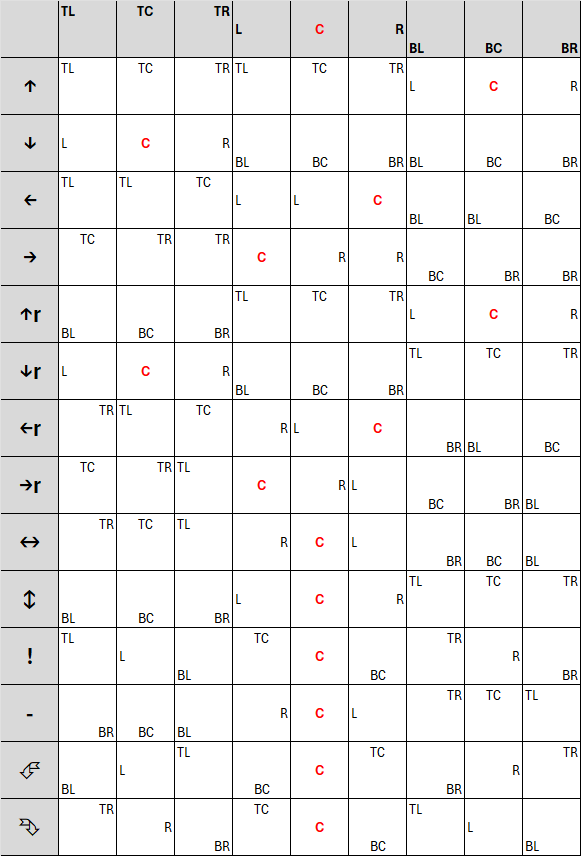 TL TC TR L C R BL BC BR
↑ TL TC TR TL TC TR L C R
↓ L C R BL BC BR BL BC BR
← TL TL TC L L C BL BL BC
→ TC TR TR C R R BC BR BR
↑r BL BC BR TL TC TR L C R
↓r L C R BL BC BR TL TC TR
←r TR TL TC R L C BR BL BC
→r TC TR TL C R L BC BR BL
↔ TR TC TL R C L BR BC BL
↕ BL BC BR L C R TL TC TR
! TL L BL TC C BC TR R BR
- BR BC BL R C L TR TC TL
BL L TL BC C TC BR R TR
TR R BR TC C BC TL L BL